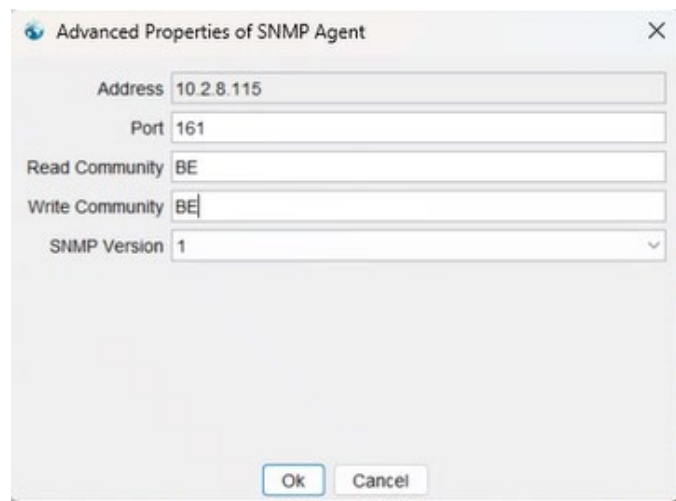 Advanced Properties of SNMP Agent
Address 10.2.8.115
Port 161
Read Community BE
Write Community BE
SNMP Version 1
Ok Cancel